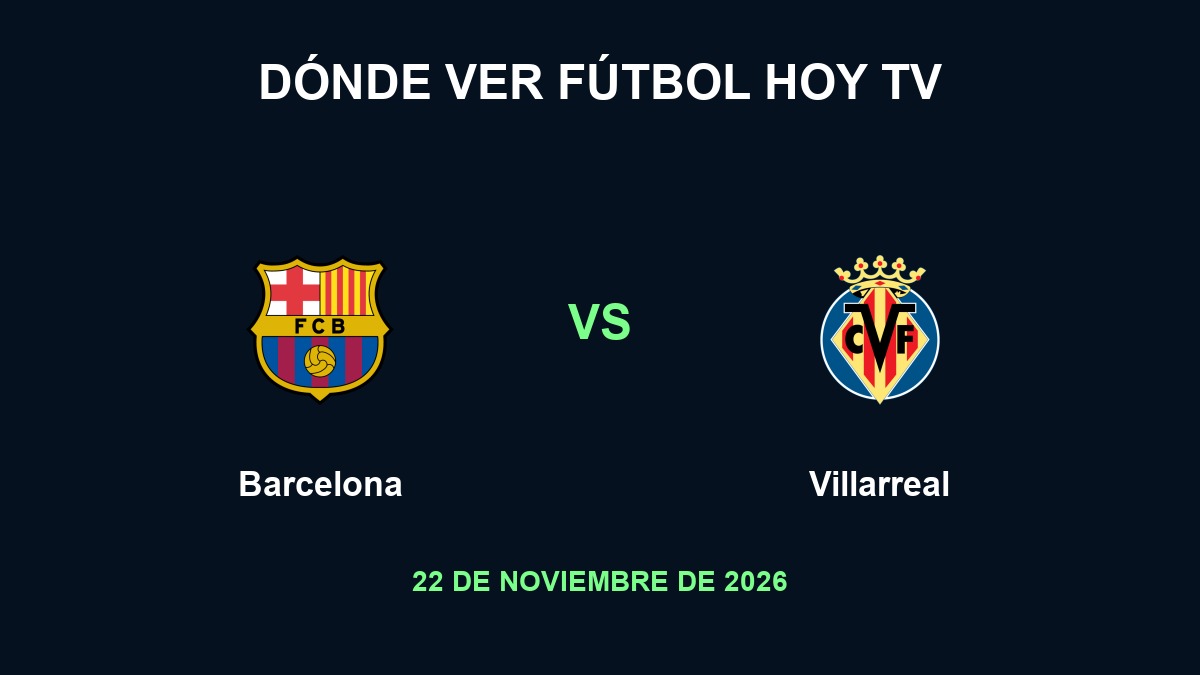 DÓNDE VER FÚTBOL HOY TV
FCB
VS
CVF
Barcelona
Villarreal
22 DE NOVIEMBRE DE 2026